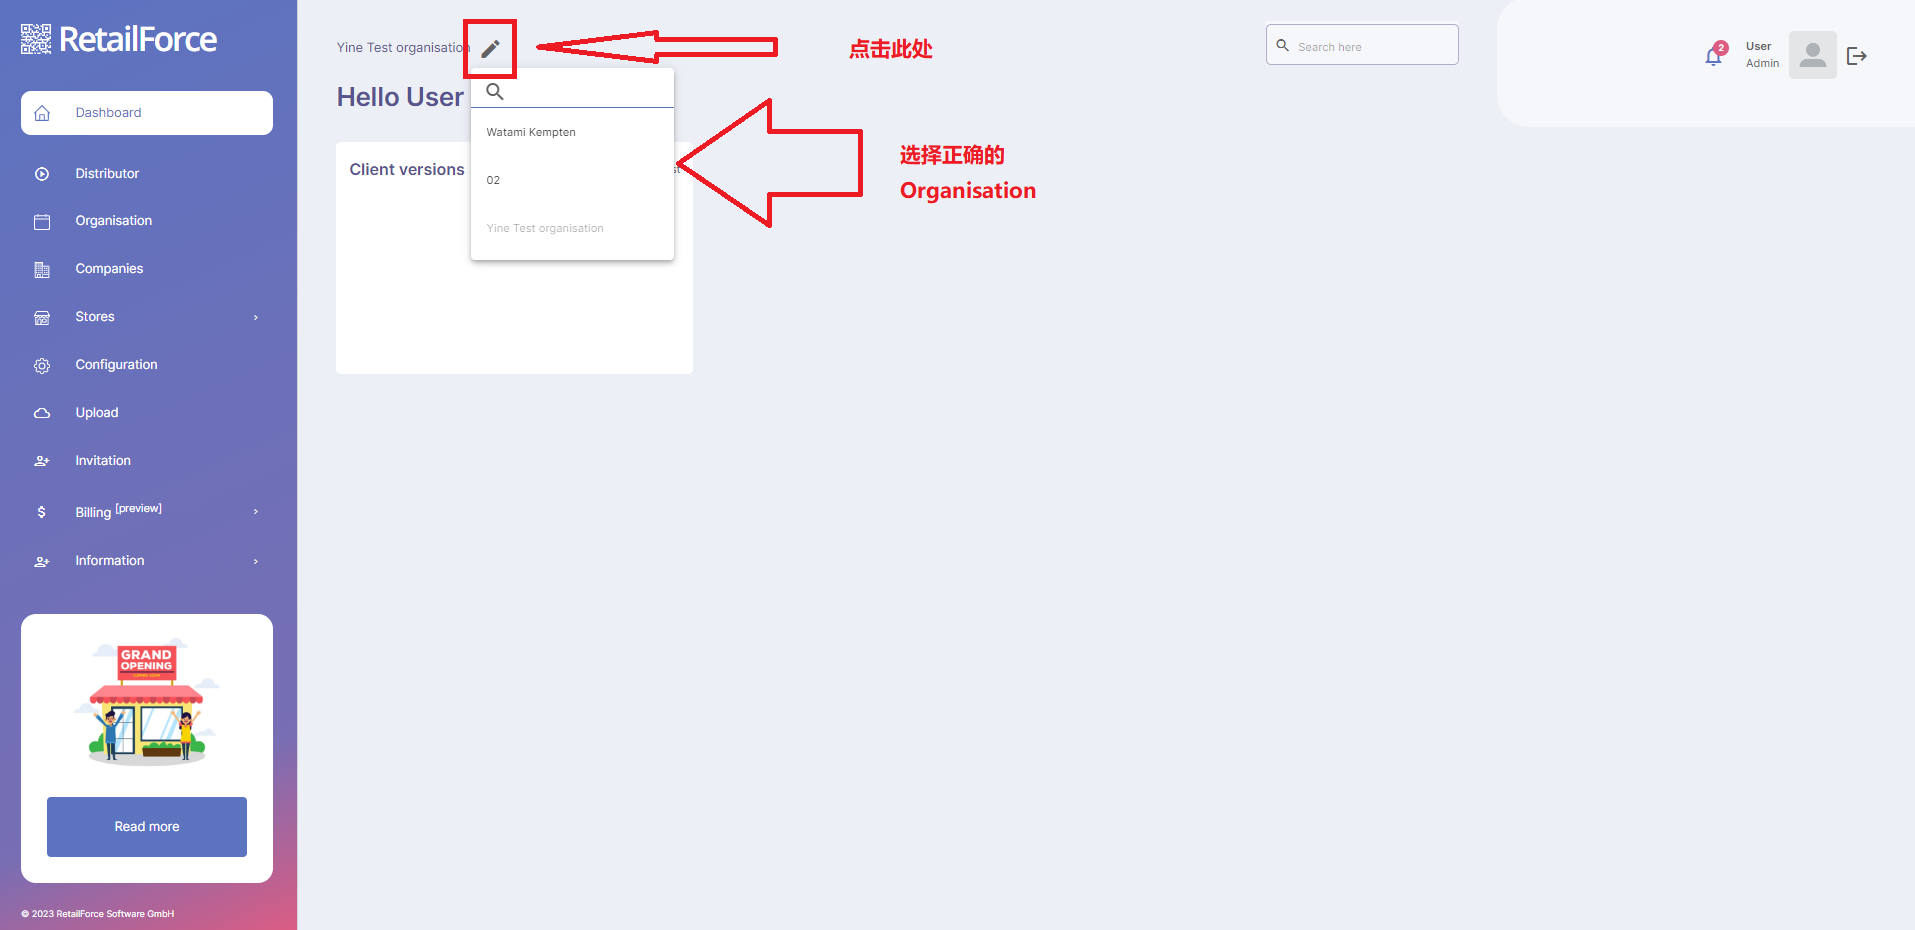 RetailForce
Dashboard
Distributor
Organisation
Companies
Stores
Configuration
Upload
Invitation
Billing [preview]
Information
GRAND
OPENING
Read more
© 2023 RetailForce Software GmbH
Yine Test organisation
点击此处
Search here
2
User
Admin
Hello User
Watami Kempten
02
Yine Test organisation
Client versions
st
选择正确的
Organisation